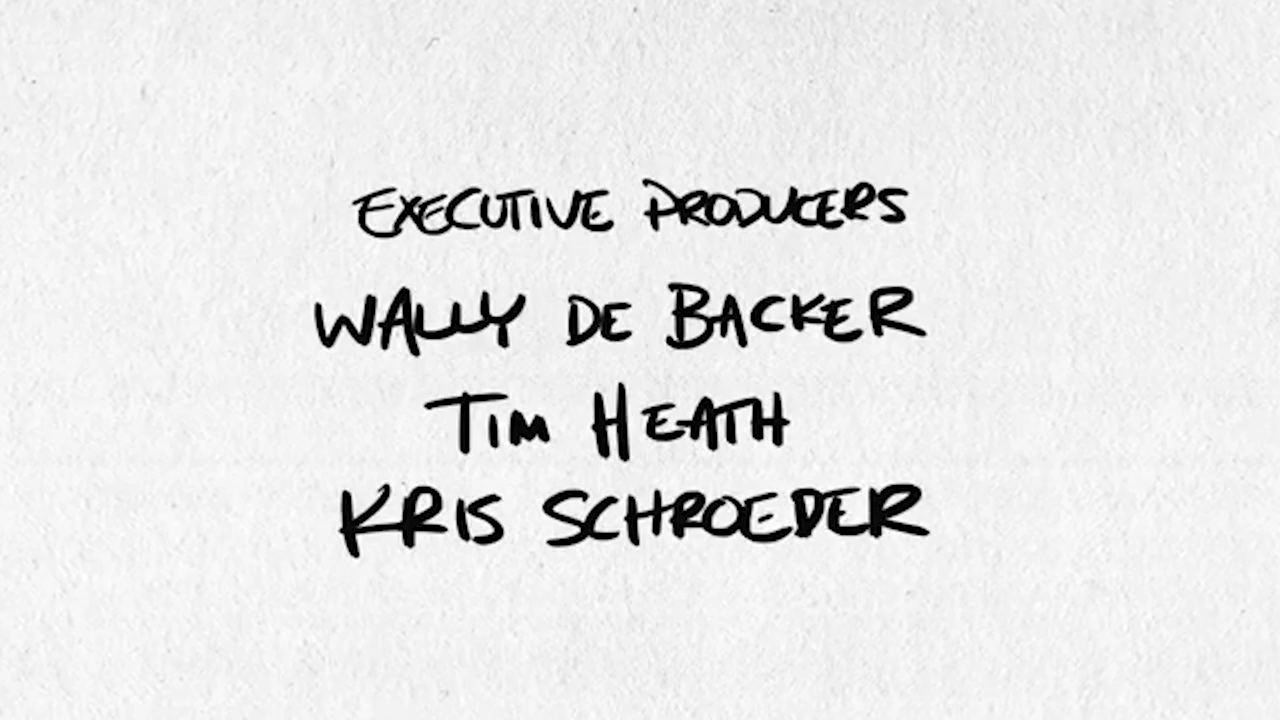 EXECUTIVE PRODUCERS
WALLY DE BACKER
TIM HEATH
KRIS SCHROEDER